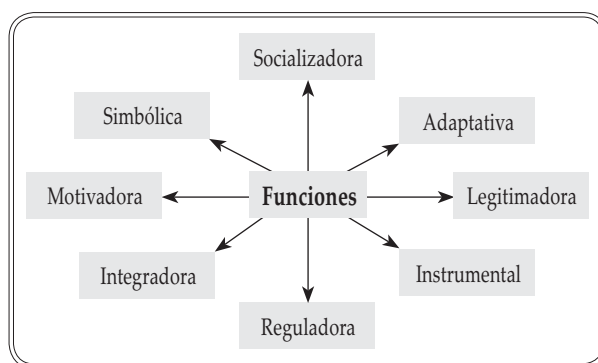 Socializadora
Simbólica
Adaptativa
Motivadora
Funciones
Legitimadora
Integradora
Instrumental
Reguladora